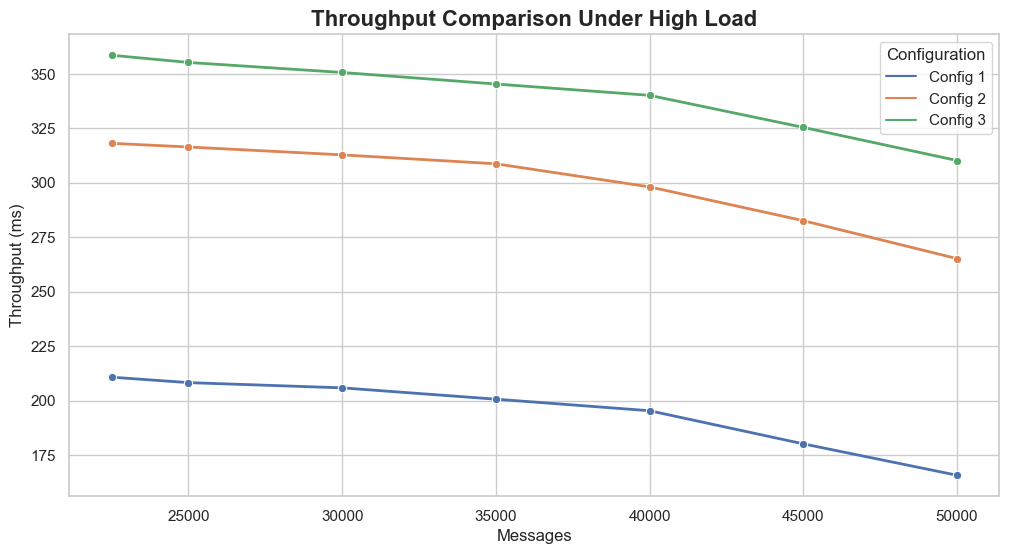 Throughput Comparison Under High Load
Configuration
Config 1
Config 2
Config 3
Throughput (ms)
350
325
300
275
250
225
200
175
25000
30000
35000
40000
45000
50000
Messages